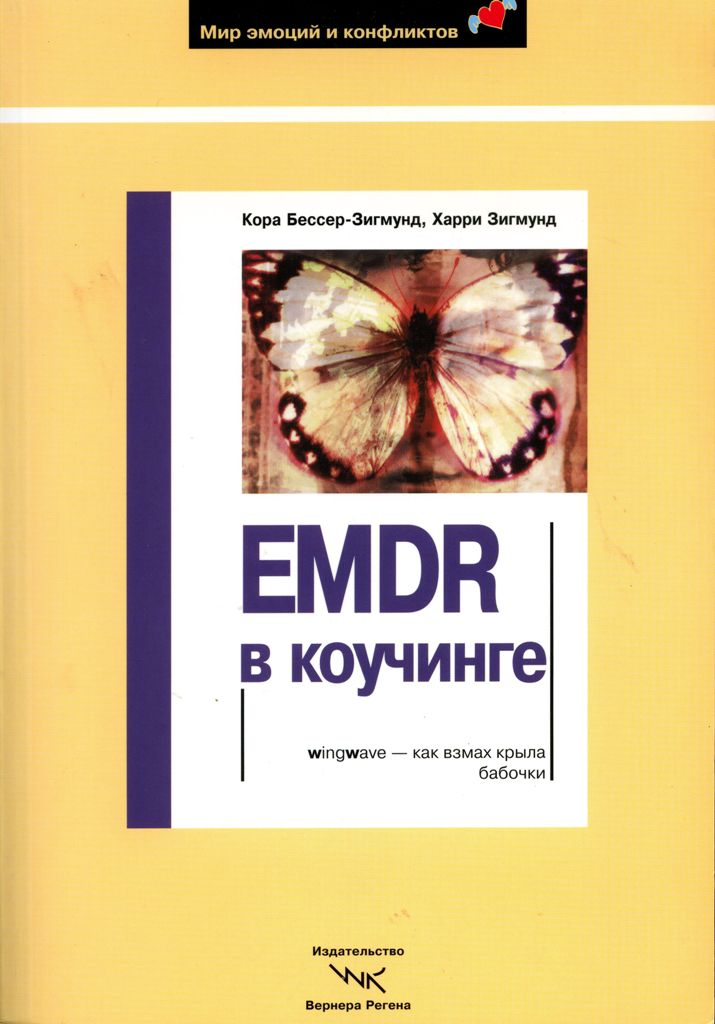 Мир эмоций и конфликтов
Кора Бессер-Зигмунд, Харри Зигмунд
EMDR
в коучинге
wingwave — как взмах крыла
бабочки
Издательство
Вернера Регена